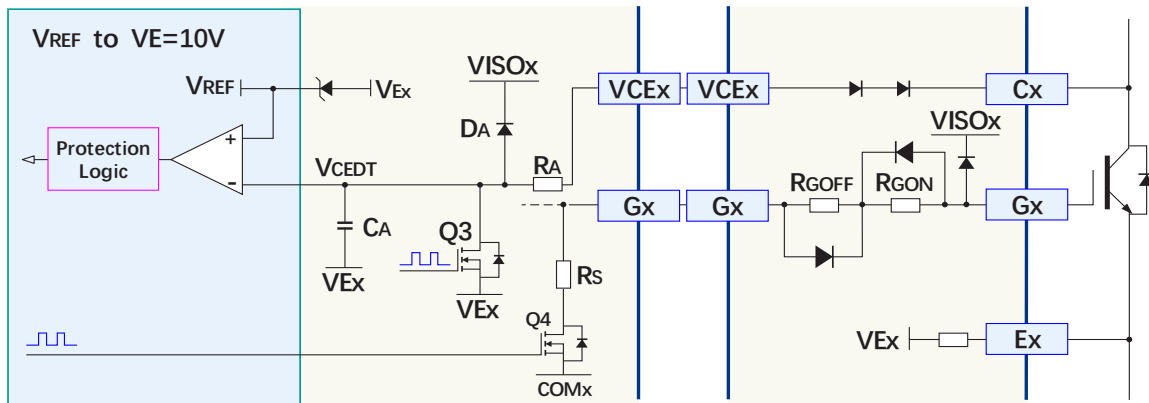 VREF to VE=10V
VISOx
VCEx
VCEx
Cx
VREF
VEx
DA
VISOx
Protection
Logic
+
-
VCEDT
RA
RGOFF
RGON
Gx
Gx
Gx
CA
Q3
RS
VEx
VEx
Q4
VEx
Ex
COMx